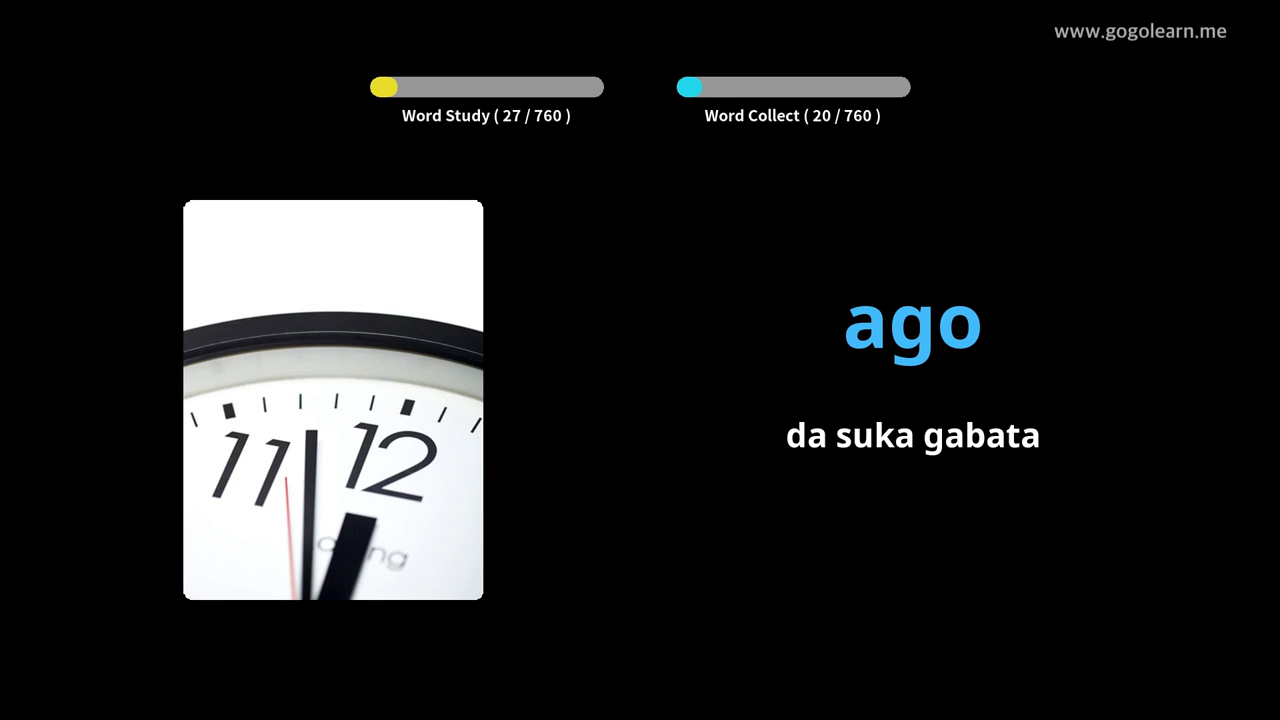 www.gogolearn.me
Word Study ( 27 / 760 )
Word Collect ( 20 / 760 )
11 12
ago
da suka gabata